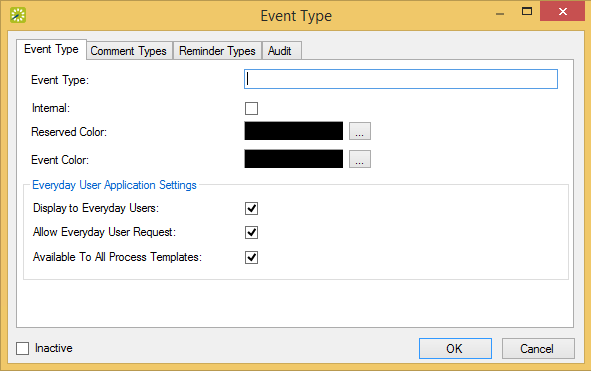 Event Type
Event Type Comment Types Reminder Types Audit
Event Type:
Internal:
Reserved Color: ...
Event Color: ...
Everyday User Application Settings
Display to Everyday Users:
Allow Everyday User Request:
Available To All Process Templates:
Inactive OK Cancel